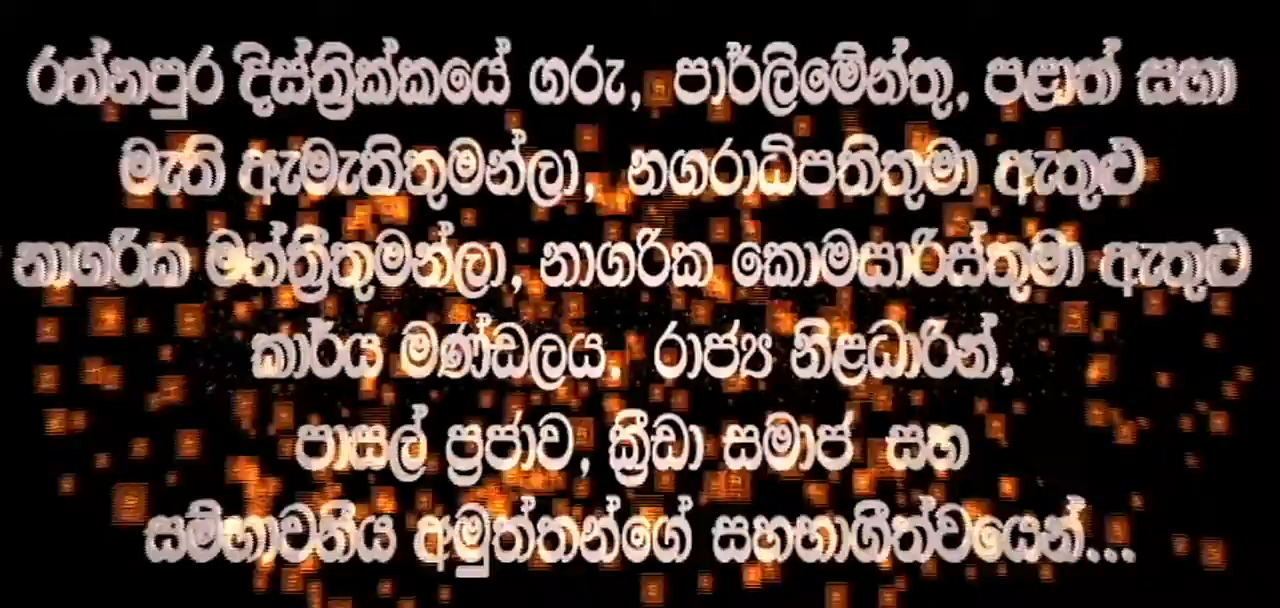 රත්නපුර දිස්ත්‍රික්කයේ ගරු, පාර්ලිමේන්තු, පළාත් සභා
මැති ඇමැතිතුමන්ලා, නගරාධිපතිතුමා ඇතුළු
නාගරික මන්ත්‍රීතුමන්ලා, නාගරික කොමසාරිස්තුමා ඇතුළු
කාර්ය මණ්ඩලය, රාජ්‍ය නිළධාරින්,
පාසල් ප්‍රජාව, ක්‍රීඩා සමාජ සහ
සම්භාවනීය අමුත්තන්ගේ සහභාගීත්වයෙන්...